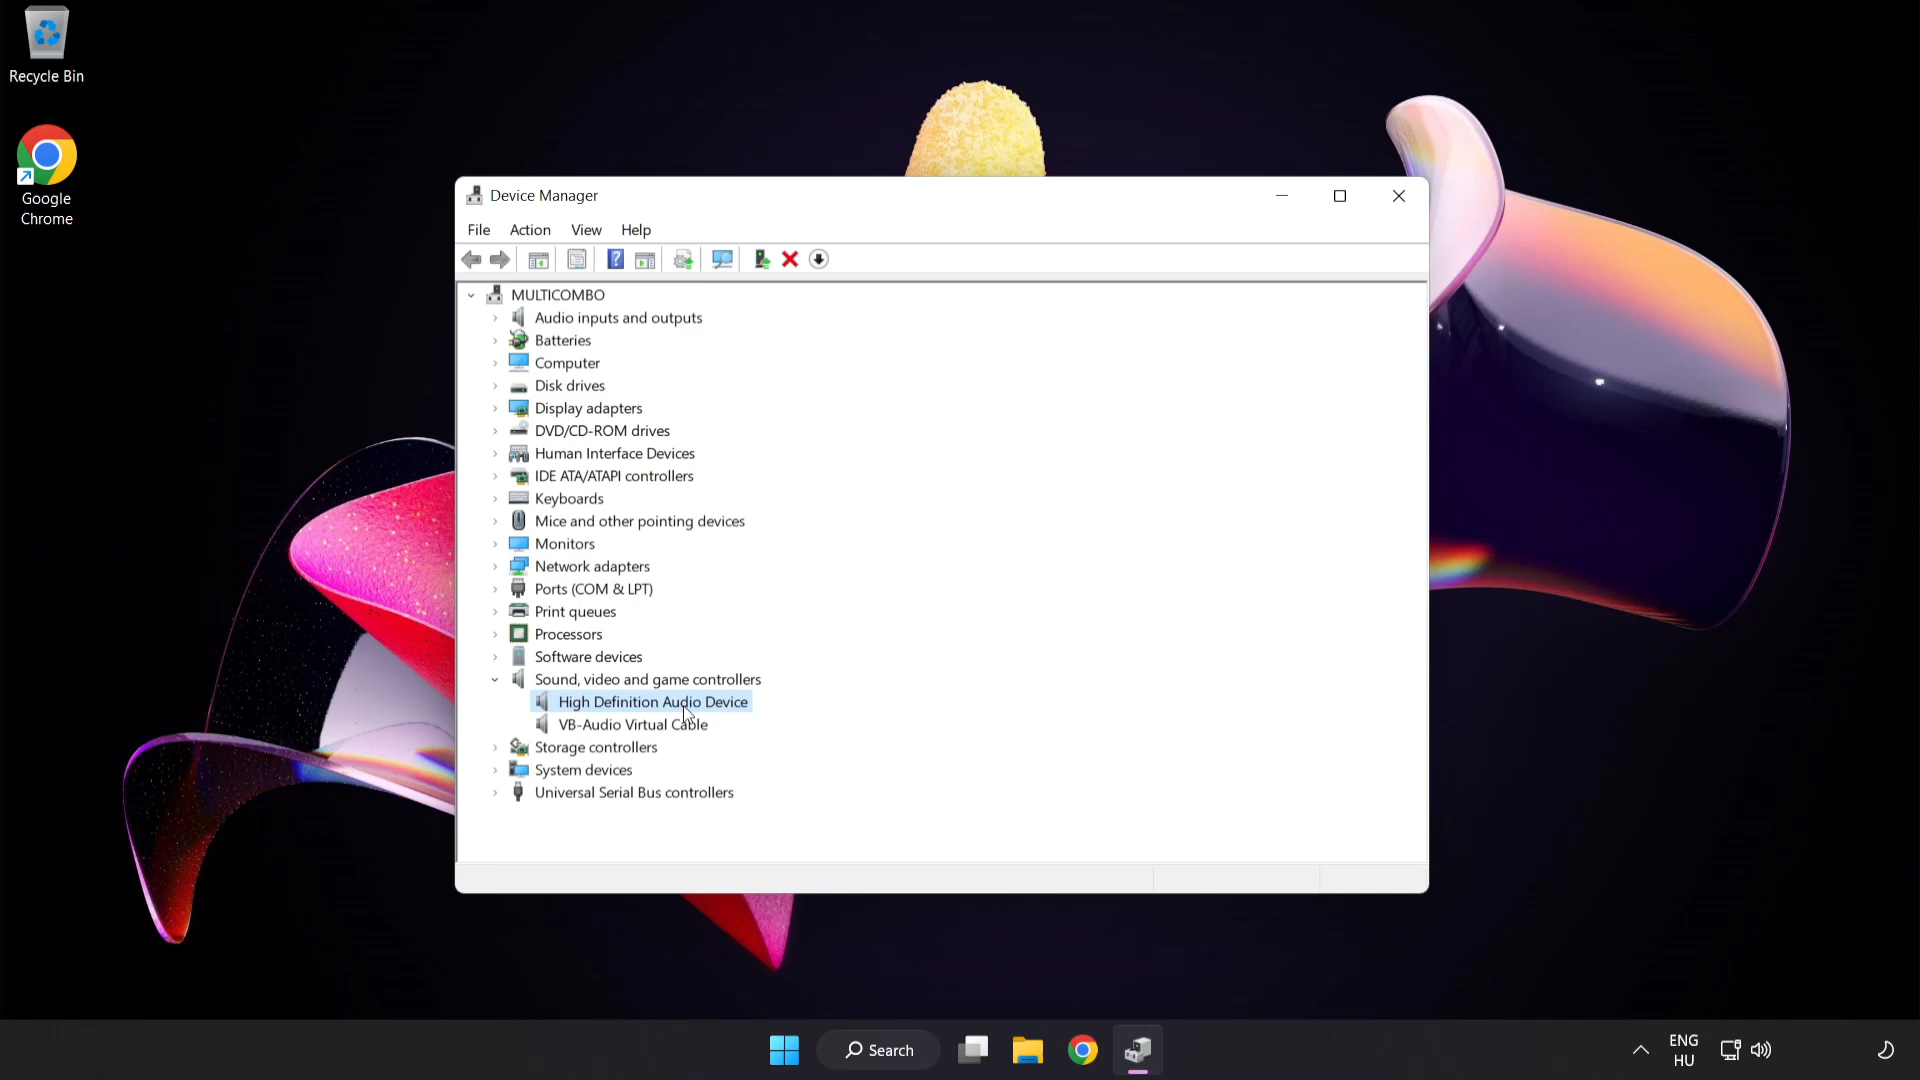 Recycle Bin
Google
Chrome
Device Manager
File Action View Help
MULTICOMBO
Audio inputs and outputs
Batteries
Computer
Disk drives
Display adapters
DVD/CD-ROM drives
Human Interface Devices
IDE ATA/ATAPI controllers
Keyboards
Mice and other pointing devices
Monitors
Network adapters
Ports (COM & LPT)
Print queues
Processors
Software devices
Sound, video and game controllers
High Definition Audio Device
VB-Audio Virtual Cable
Storage controllers
System devices
Universal Serial Bus controllers
Search
ENG
HU